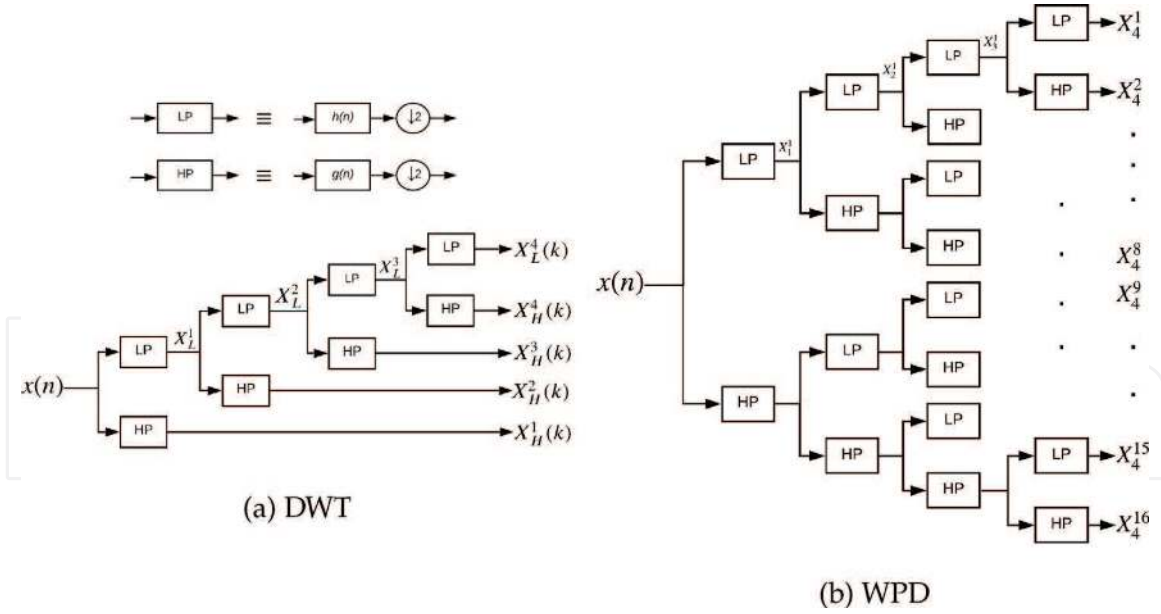 LP ≡ h(n) ↓2
HP ≡ g(n) ↓2
x(n)
LP
X_L^1
LP
X_L^2
LP
X_L^3
LP
X_L^4(k)
HP
X_H^4(k)
HP
X_H^3(k)
HP
X_H^2(k)
HP
X_H^1(k)
(a) DWT
x(n)
LP
X_1^1
LP
X_2^1
LP
X_3^1
LP
X_4^1
HP
X_4^2
HP
HP
LP
HP
X_4^8
X_4^9
HP
LP
LP
HP
HP
LP
HP
LP
X_4^15
HP
X_4^16
(b) WPD